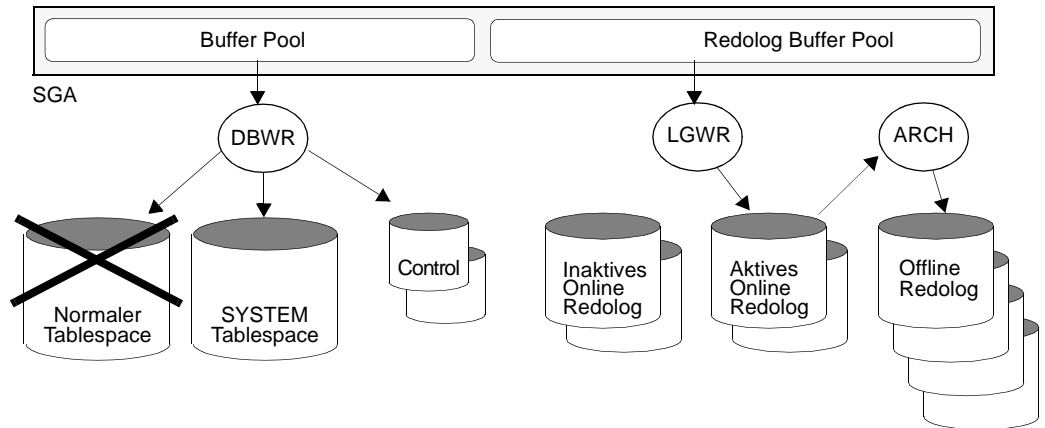 Buffer Pool
Redolog Buffer Pool
SGA
DBWR
LGWR
ARCH
Normaler
Tablespace
SYSTEM
Tablespace
Control
Inaktives
Online
Redolog
Aktives
Online
Redolog
Offline
Redolog